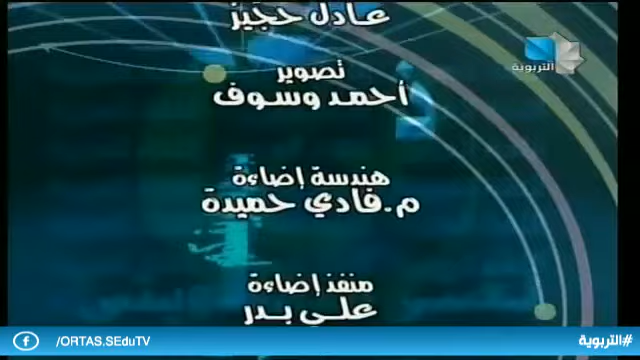 عادل حجيز
التربوية
تصوير
أحمد وسوف
هندسة إضاءة
م.فادي حميدة
منفذ إضاءة
علي بدر
/ORTAS.SEduTV
#التربوية